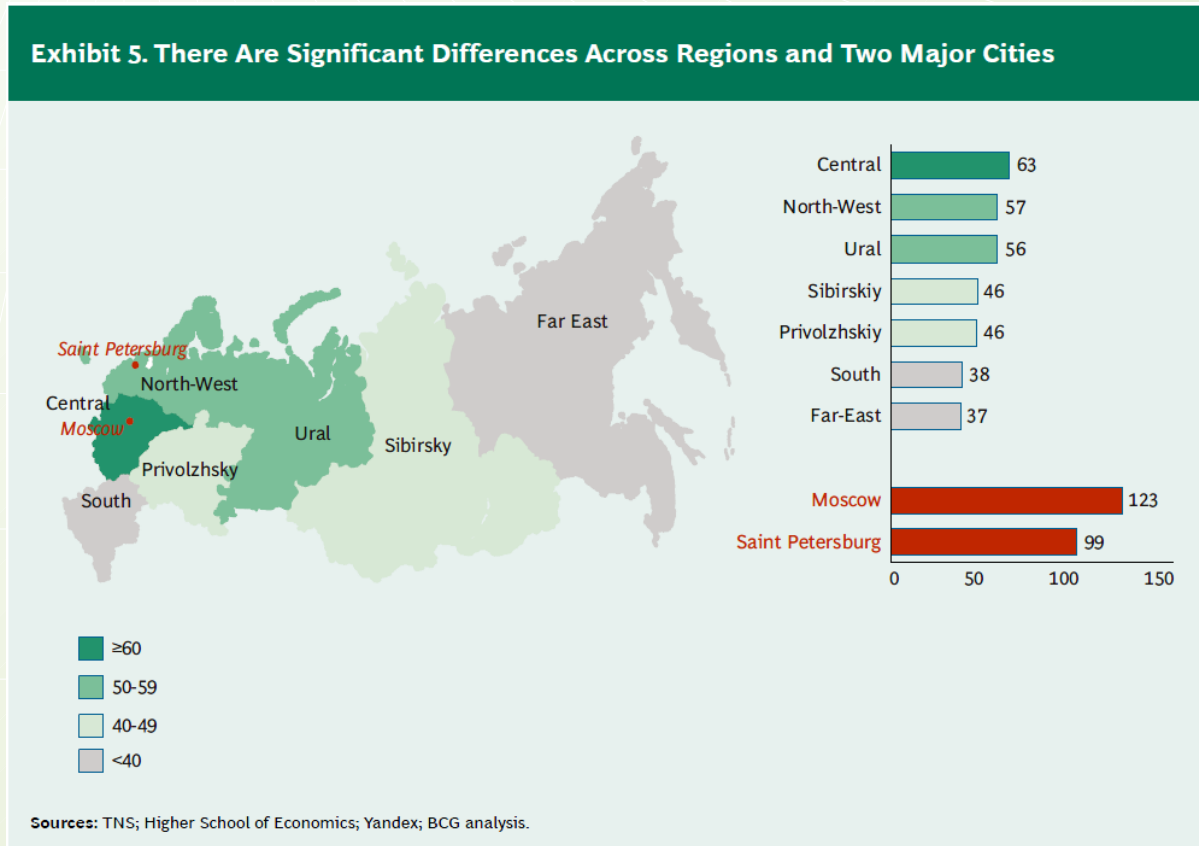 Exhibit 5. There Are Significant Differences Across Regions and Two Major Cities
Saint Petersburg
North-West
Central
Moscow
Privolzhsky
South
Ural
Sibirsky
Far East
Central 63
North-West 57
Ural 56
Sibirskiy 46
Privolzhskiy 46
South 38
Far-East 37
Moscow 123
Saint Petersburg 99
0 50 100 150
≥60
50-59
40-49
<40
Sources: TNS; Higher School of Economics; Yandex; BCG analysis.